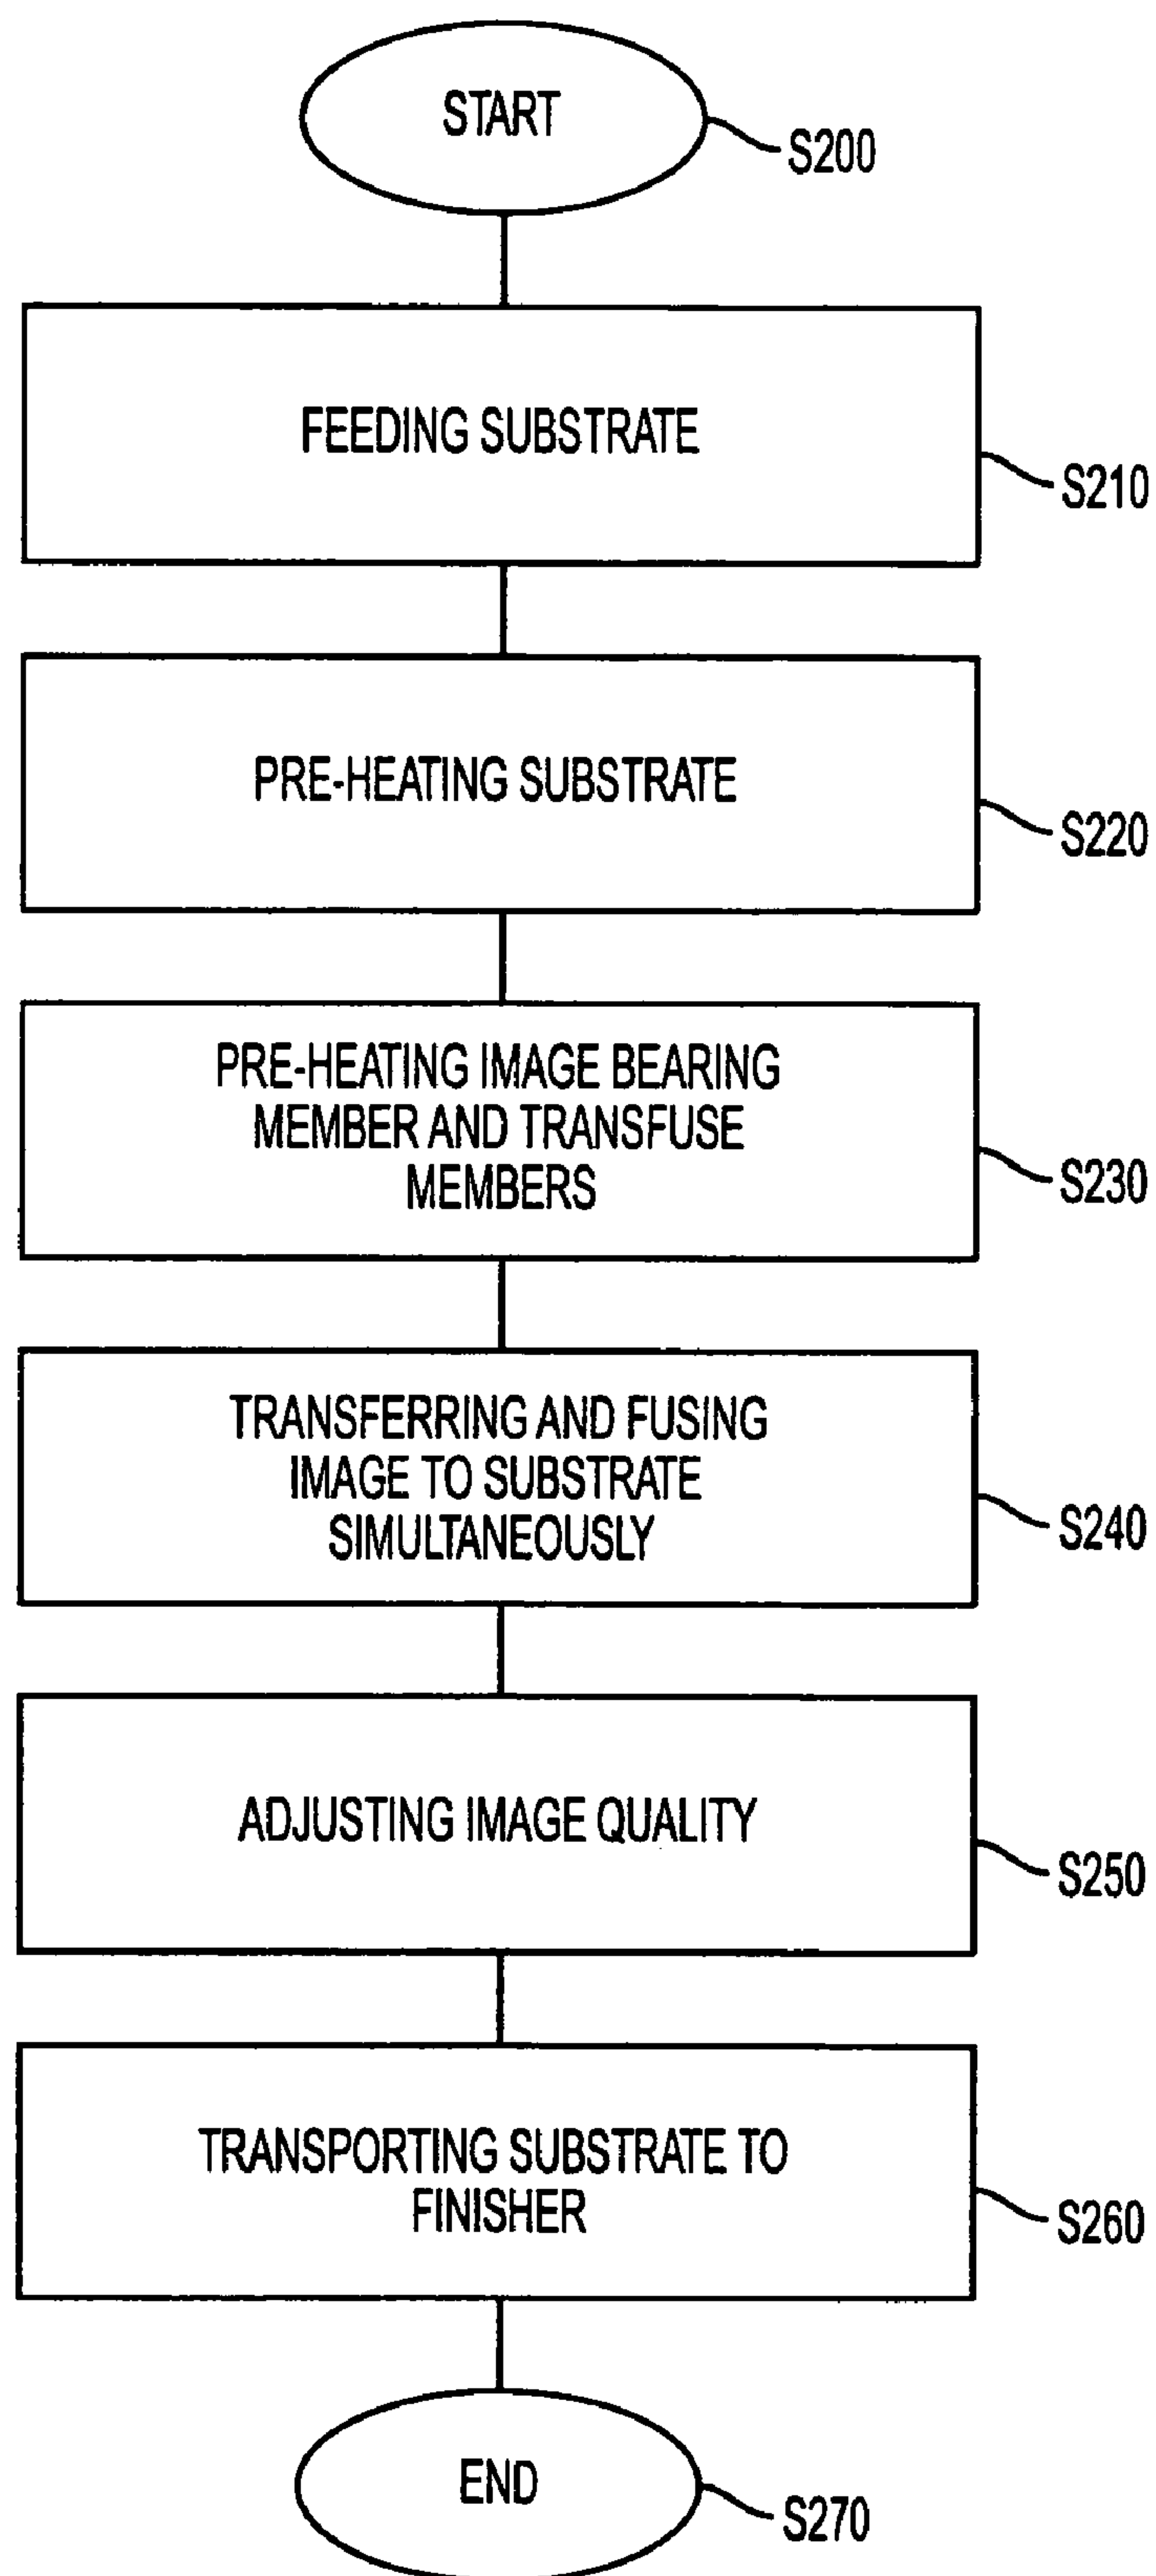 START
S200
FEEDING SUBSTRATE
S210
PRE-HEATING SUBSTRATE
S220
PRE-HEATING IMAGE BEARING
MEMBER AND TRANSFUSE
MEMBERS
S230
TRANSFERRING AND FUSING
IMAGE TO SUBSTRATE
SIMULTANEOUSLY
S240
ADJUSTING IMAGE QUALITY
S250
TRANSPORTING SUBSTRATE TO
FINISHER
S260
END
S270